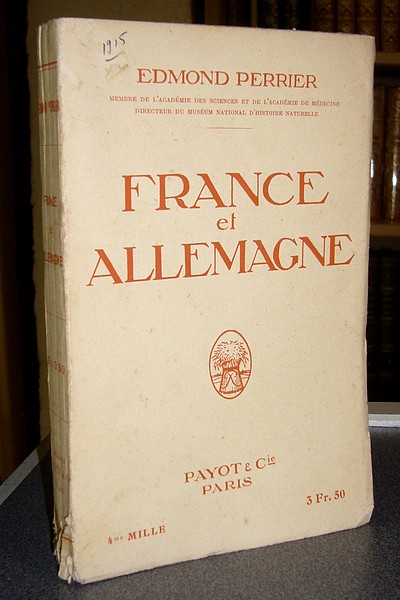 1915
EDMOND PERRIER
MEMBRE DE L'ACADÉMIE DES SCIENCES ET DE L'ACADÉMIE DE MÉDECINE
DIRECTEUR DU MUSÉUM NATIONAL D'HISTOIRE NATURELLE
FRANCE
et
ALLEMAGNE
PAYOT & Cie
PARIS
4me MILLE
3 Fr. 50